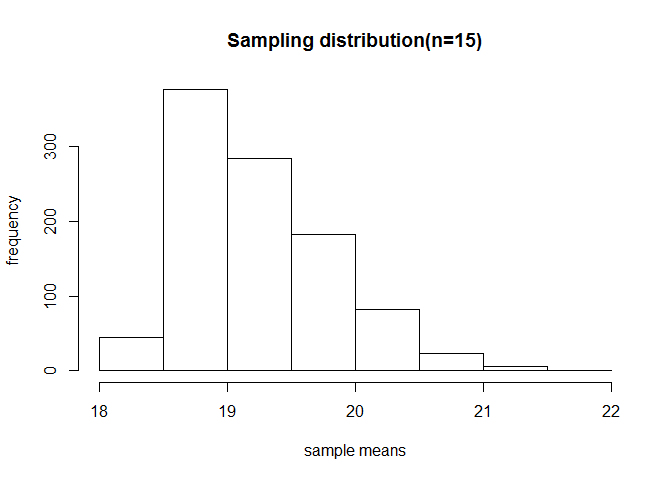 Sampling distribution(n=15)
frequency
300
200
100
0
18 19 20 21 22
sample means